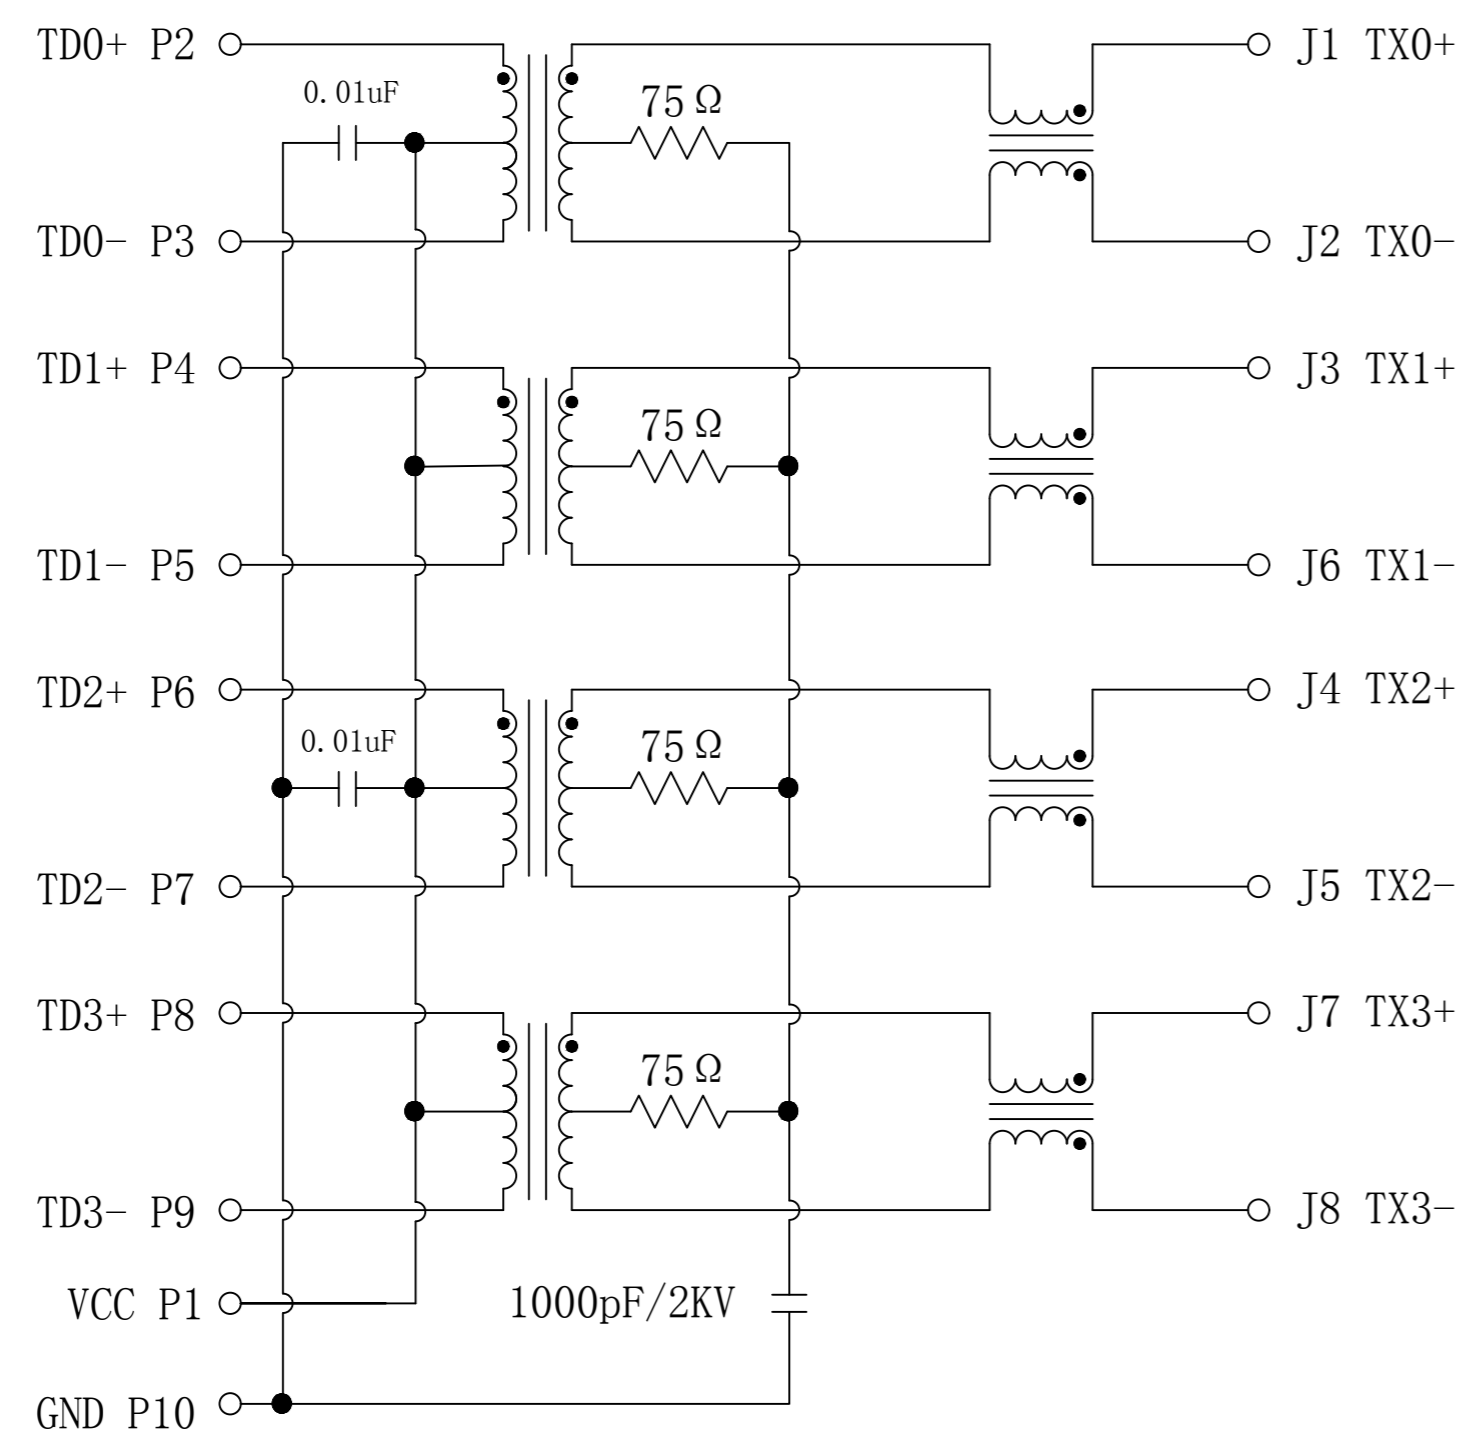 TD0+ P2
J1 TX0+
0.01uF
75Ω
TD0- P3
J2 TX0-
TD1+ P4
J3 TX1+
75Ω
TD1- P5
J6 TX1-
TD2+ P6
J4 TX2+
0.01uF
75Ω
TD2- P7
J5 TX2-
TD3+ P8
J7 TX3+
75Ω
TD3- P9
J8 TX3-
VCC P1
1000pF/2KV
GND P10